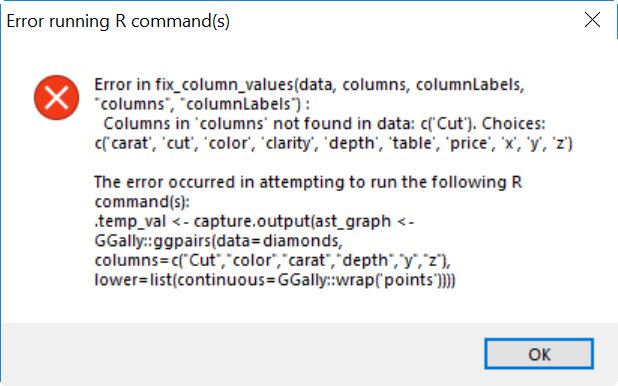 Error running R command(s)
Error in fix_column_values(data, columns, columnLabels,
"columns", "columnLabels") :
Columns in 'columns' not found in data: c('Cut'). Choices:
c('carat', 'cut', 'color', 'clarity', 'depth', 'table', 'price', 'x', 'y', 'z')
The error occurred in attempting to run the following R
command(s):
.temp_val <- capture.output(ast_graph <-
GGally::ggpairs(data=diamonds,
columns=c("Cut","color","carat","depth","y","z"),
lower=list(continuous=GGally::wrap('points'))))
OK